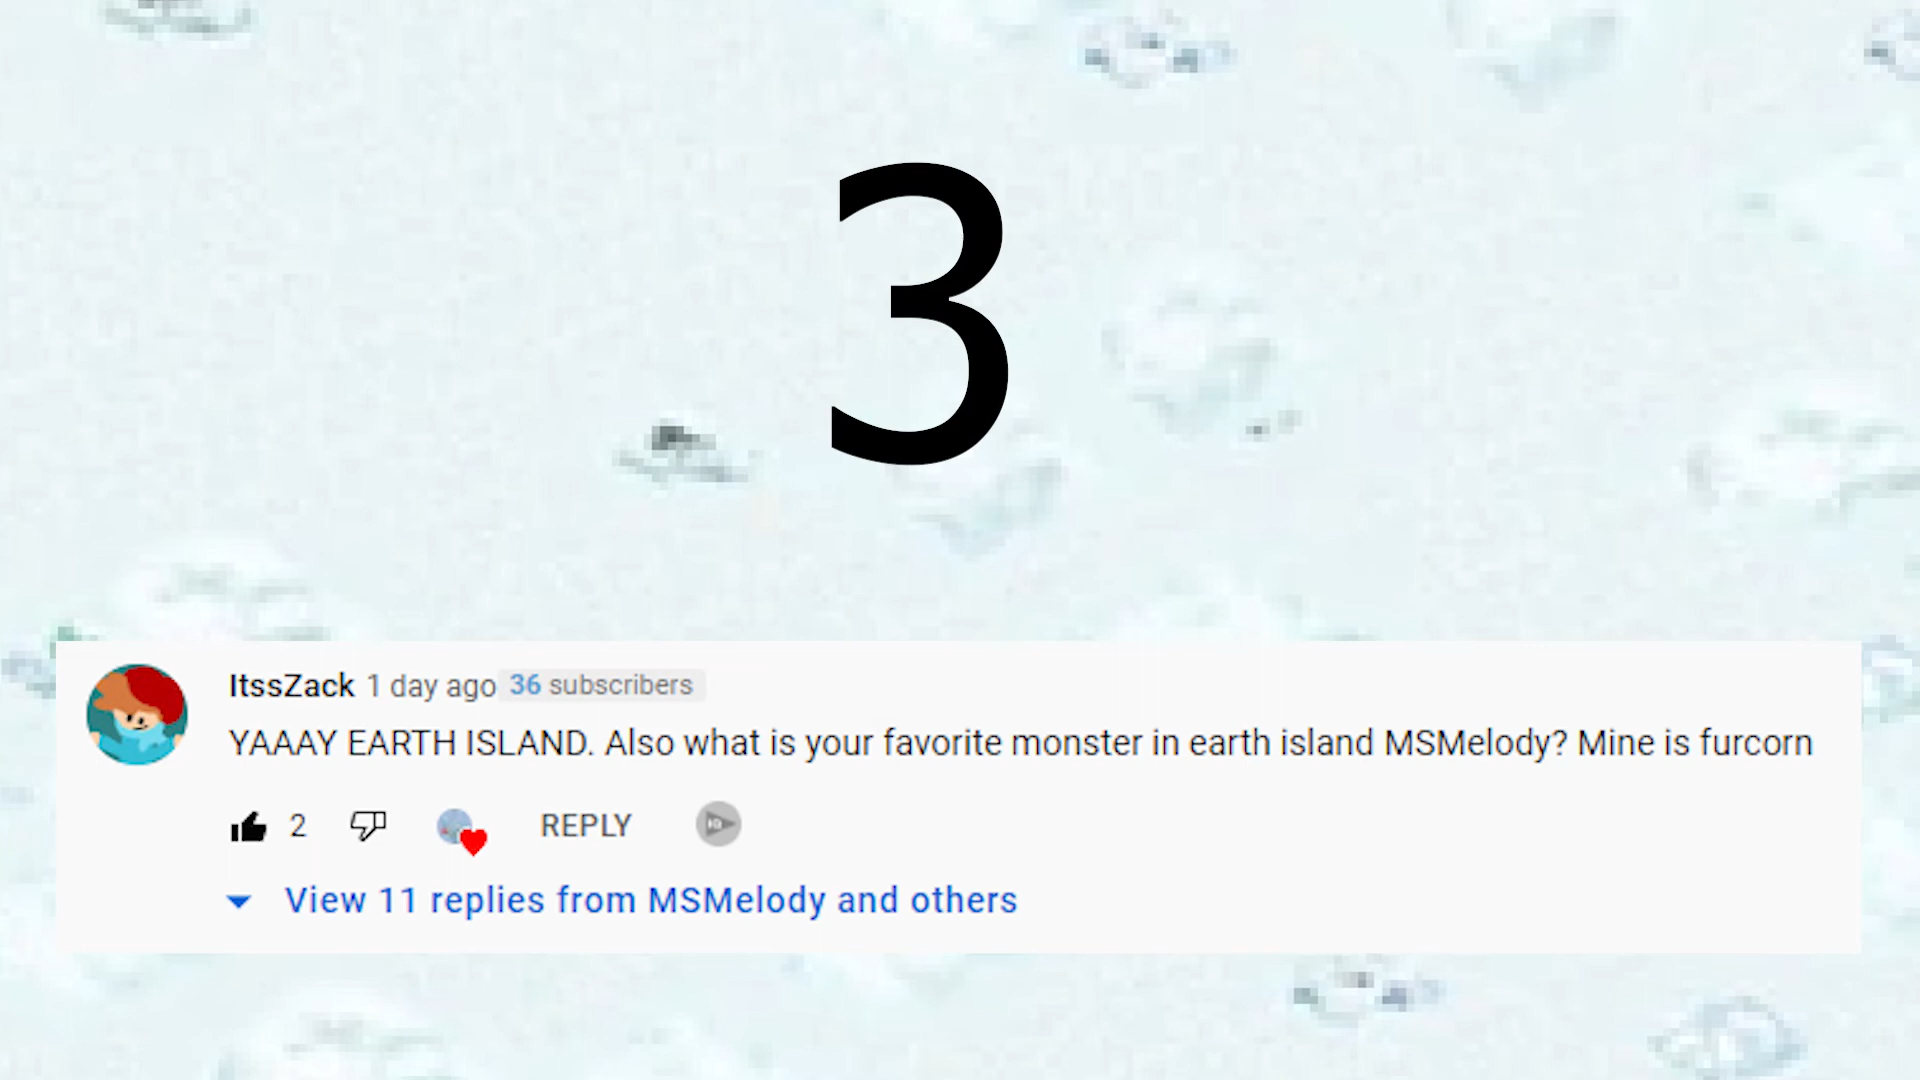 3
ItssZack 1 day ago 36 subscribers
YAAAY EARTH ISLAND. Also what is your favorite monster in earth island MSMelody? Mine is furcorn
2 REPLY
View 11 replies from MSMelody and others